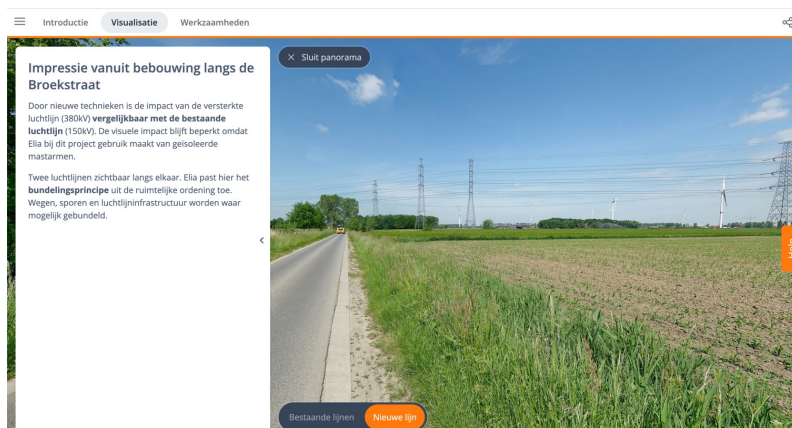 Introductie
Visualisatie
Werkzaamheden
Impressie vanuit bebouwing langs de
Broekstraat
Door nieuwe technieken is de impact van de versterkte
luchtlijn (380kV) vergelijkbar met de bestaande
luchtlijn (150kV). De visuele impact blijft beperkt omdat
Elia bij dit project gebruik maakt van geïsoleerde
mastarmen.
Twee luchtlijnen zichtbar langs elkaar. Elia past hier het
bundelingsprincipe uit de ruimtelijke ordening toe.
Wegen, sporen en luchtlijninfrastructuur worden waar
mogelijk gebundeld.
Sluit panorama
Help
Bestaande lijnen
Nieuwe lijn